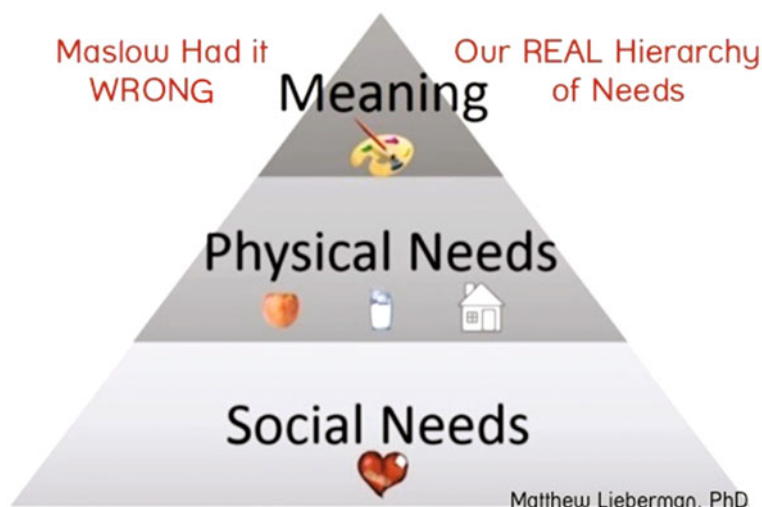 Maslow Had it
WRONG
Our REAL Hierarchy
of Needs
Meaning
Physical Needs
Social Needs
Matthew Lieberman, PhD